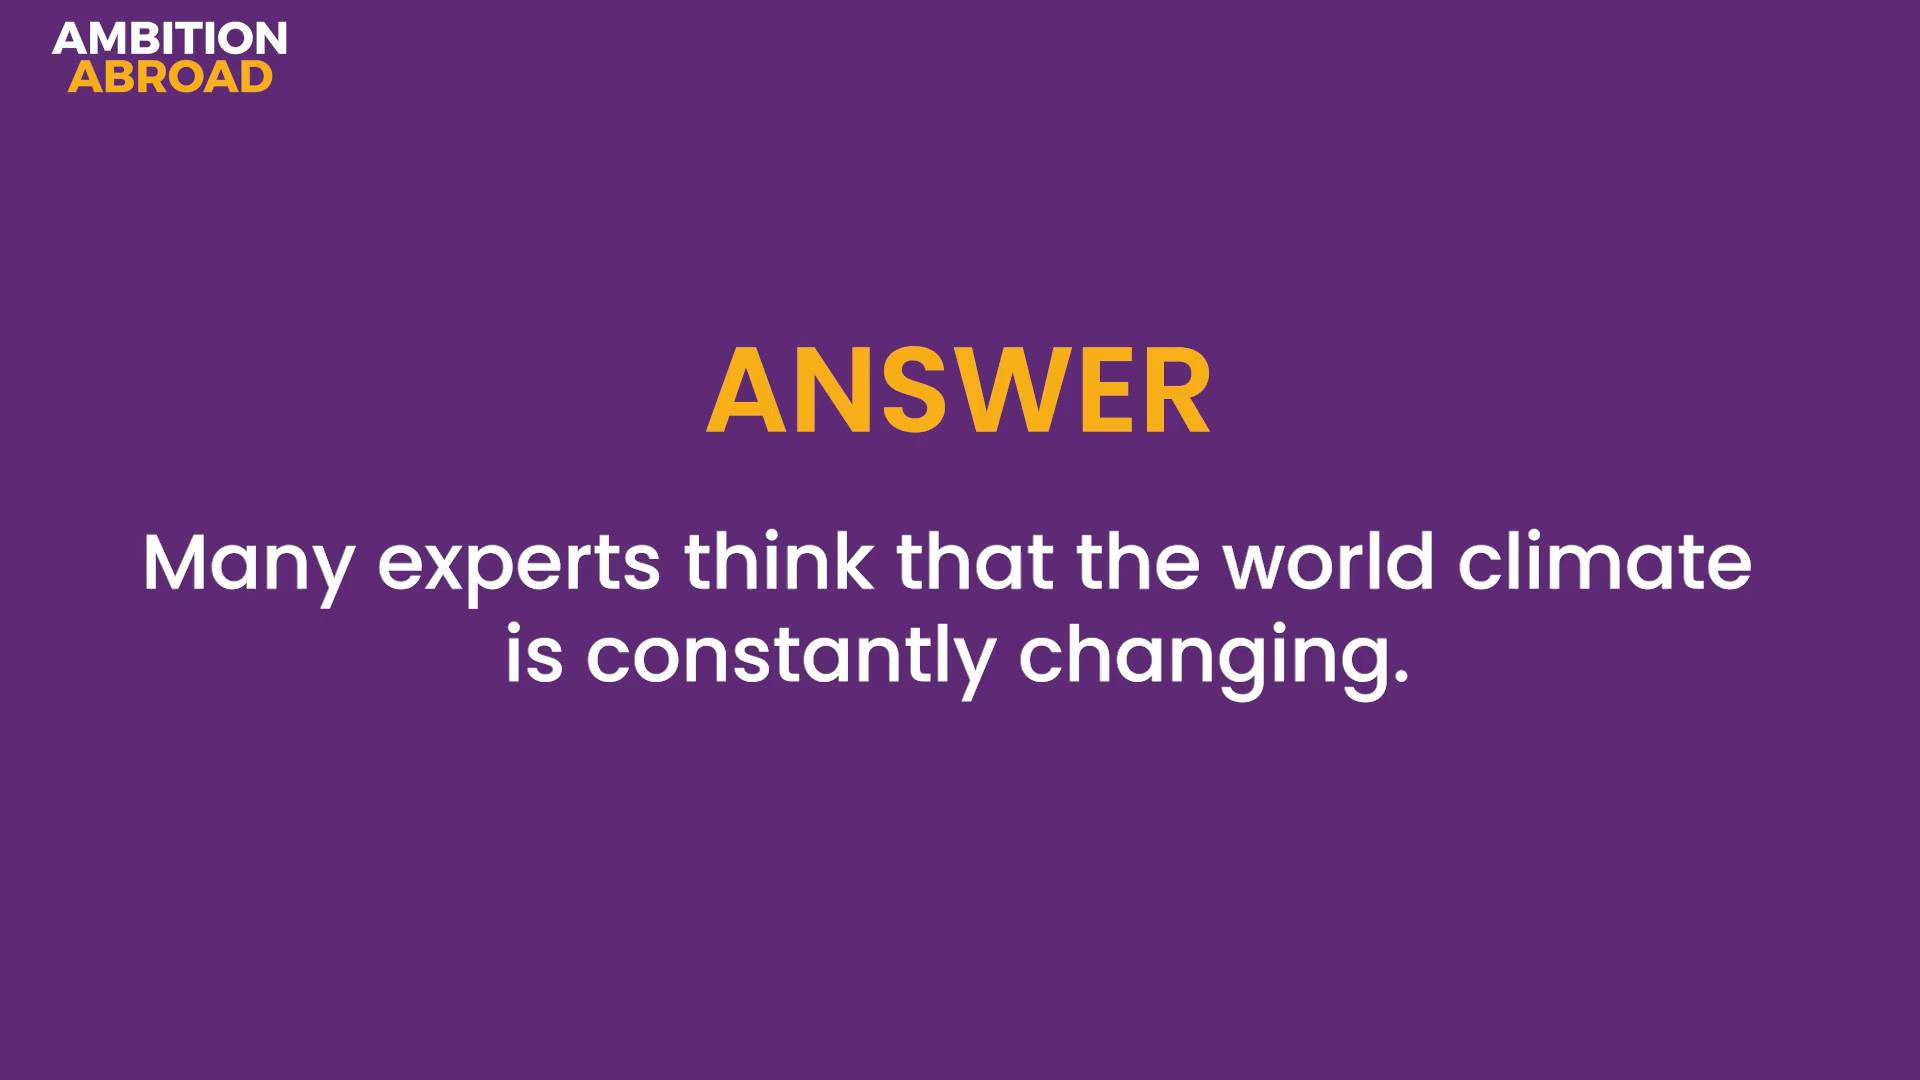 AMBITION
ABROAD
ANSWER
Many experts think that the world climate
is constantly changing.